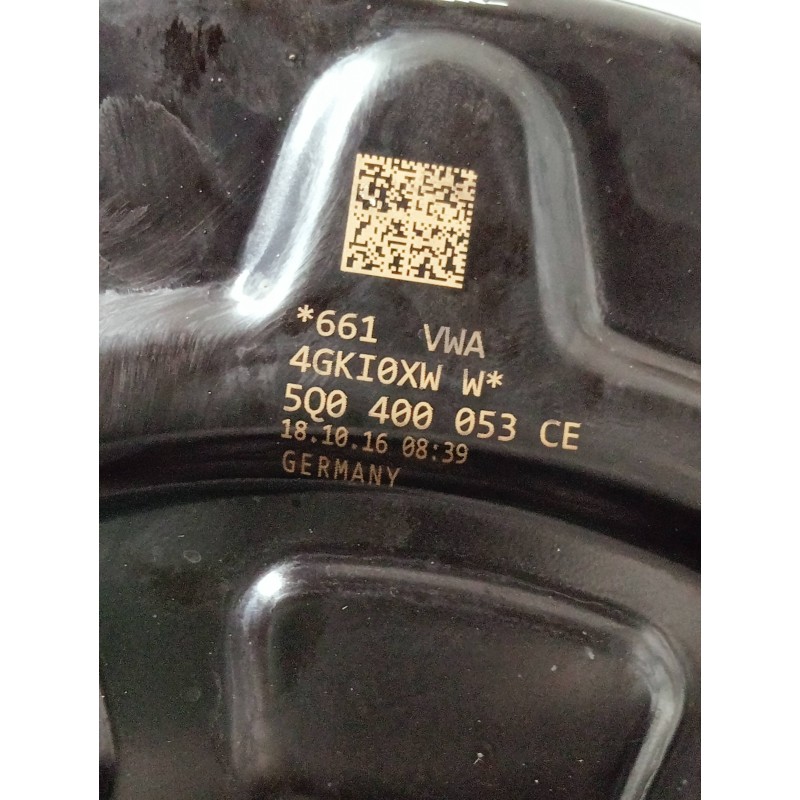 *661 VWA
4GKI0XW W*
5Q0 400 053 CE
18.10.16 08:39
GERMANY